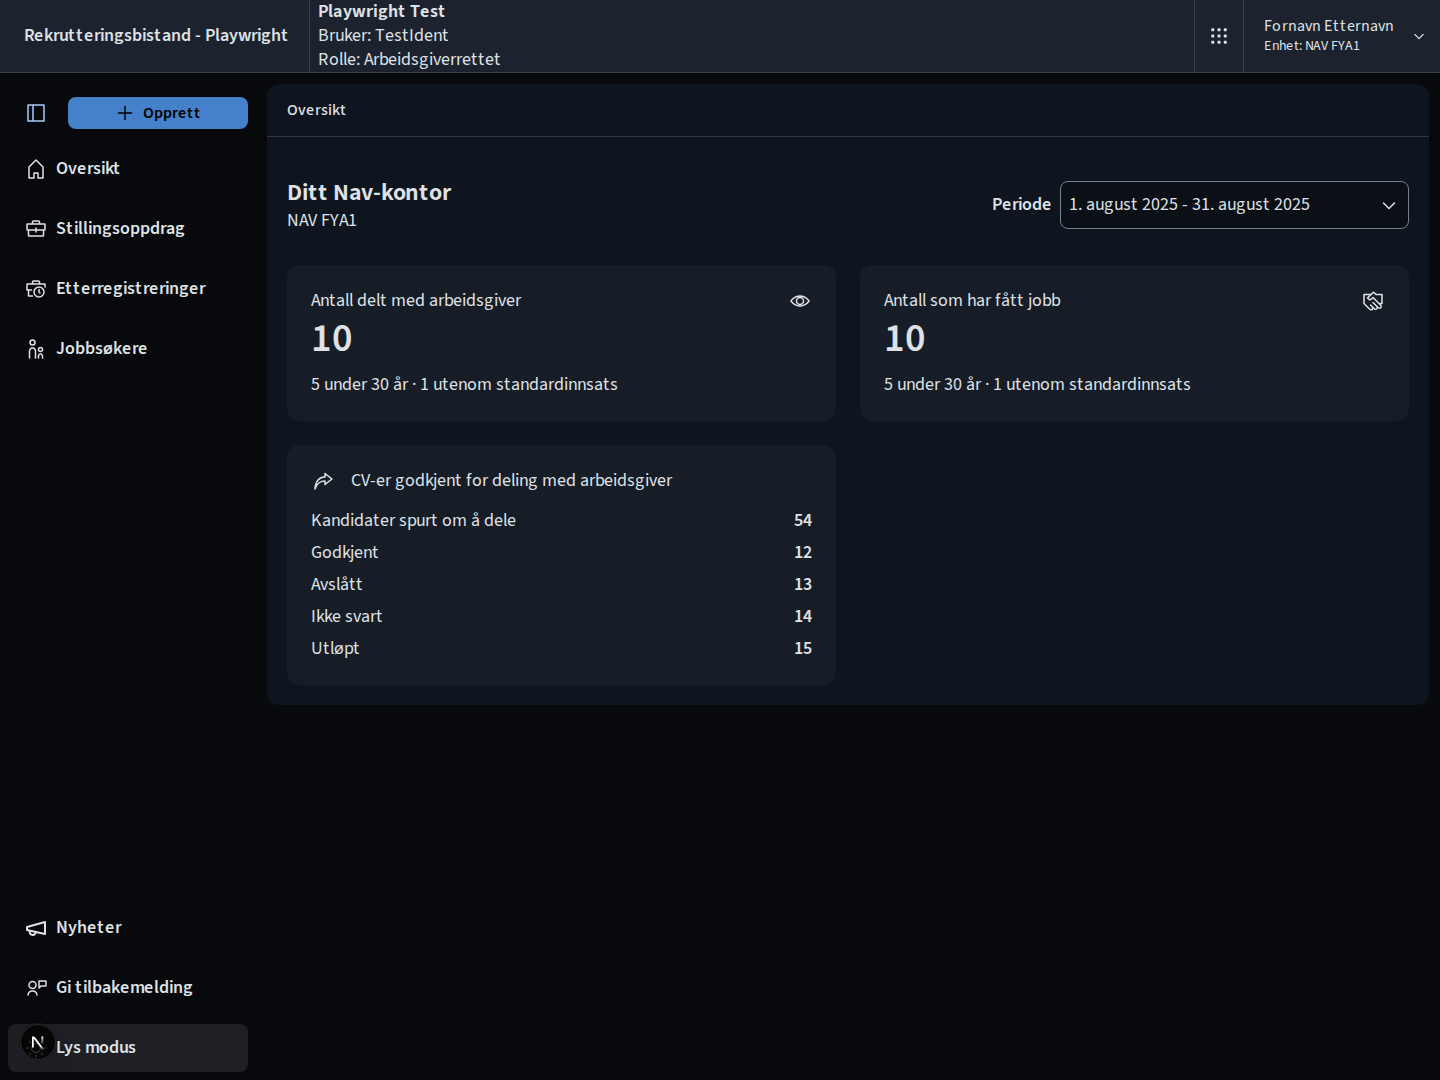 Rekrutteringsbistand - Playwright
Playwright Test
Bruker: TestIdent
Rolle: Arbeidsgiverrettet
Fornavn Etternavn
Enhet: NAV FYA1
Opprett
Oversikt
Stillingsoppdrag
Etterregistreringer
Jobbsøkere
Oversikt
Ditt Nav-kontor
NAV FYA1
Periode
1. august 2025 - 31. august 2025
Antall delt med arbeidsgiver
10
5 under 30 år · 1 utenom standardinnsats
Antall som har fått jobb
10
5 under 30 år · 1 utenom standardinnsats
CV-er godkjent for deling med arbeidsgiver
Kandidater spurt om å dele 54
Godkjent 12
Avslått 13
Ikke svart 14
Utløpt 15
Nyheter
Gi tilbakemelding
N
Lys modus